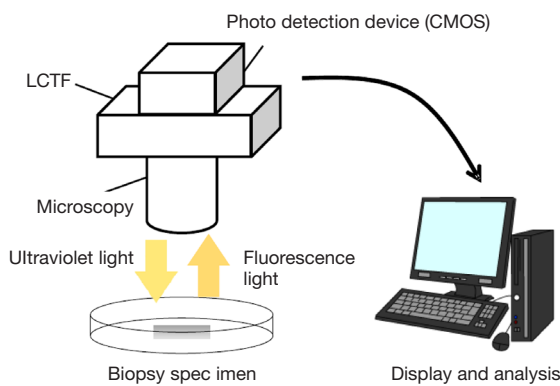 Photo detection device (CMOS)
LCTF
Microscopy
Ultraviolet light
Fluorescence
light
Biopsy spec imen
Display and analysis